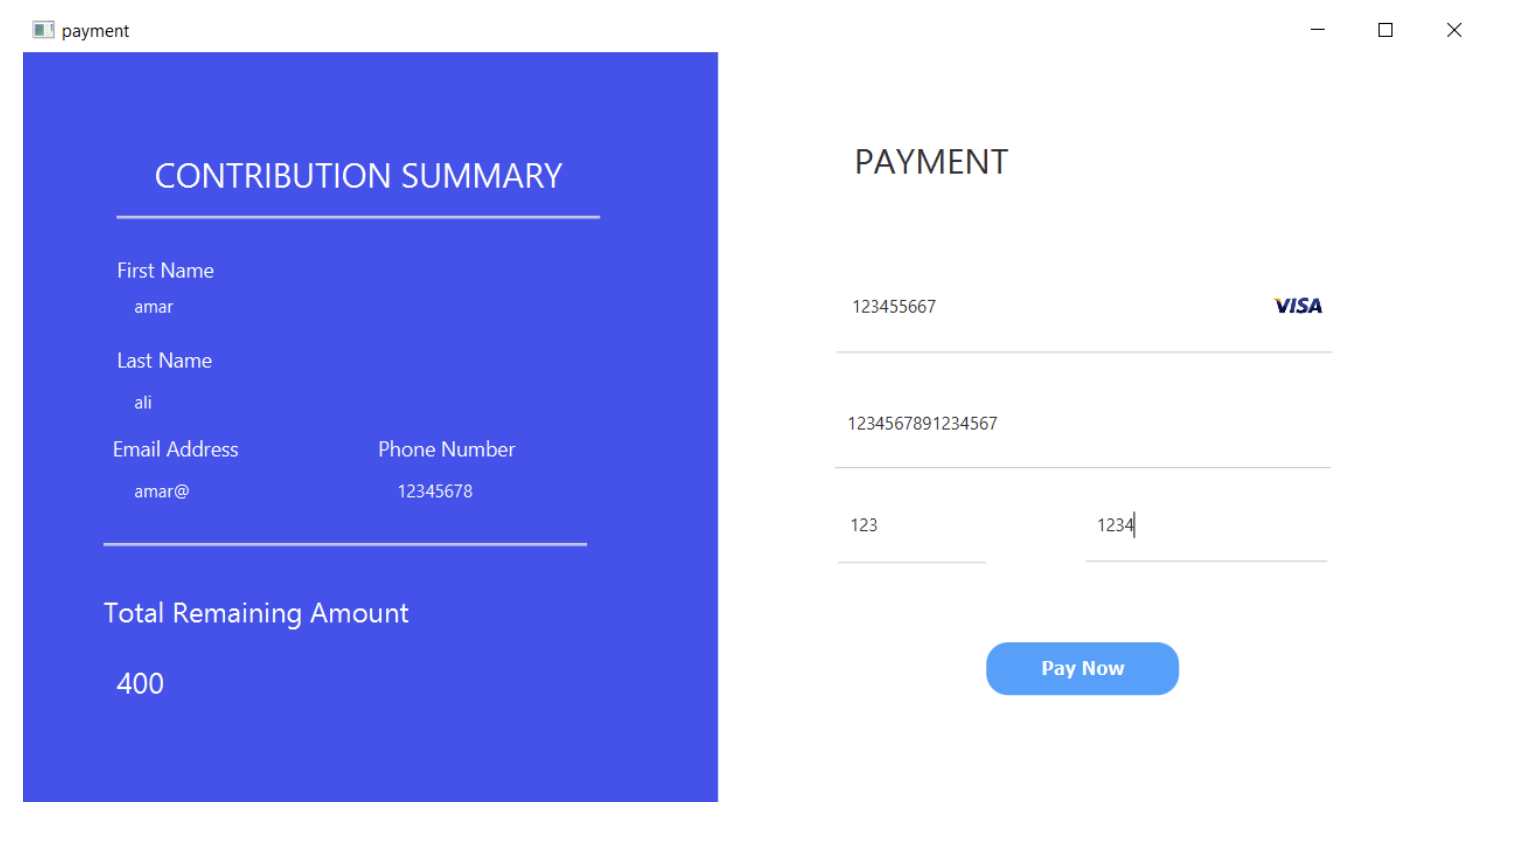 payment
CONTRIBUTION SUMMARY
First Name
amar
Last Name
ali
Email Address Phone Number
amar@ 12345678
Total Remaining Amount
400
PAYMENT
123455667 VISA
1234567891234567
123 1234
Pay Now